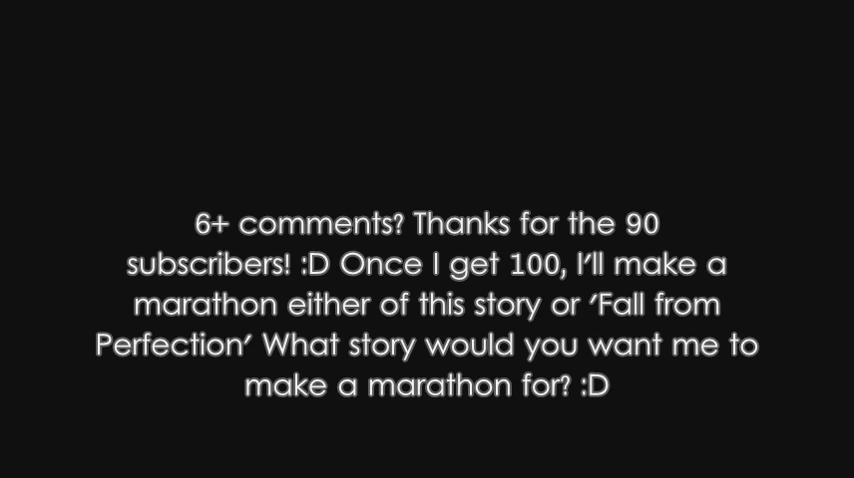 6+ comments? Thanks for the 90
subscribers! :D Once I get 100, I'll make a
marathon either of this story or 'Fall from
Perfection' What story would you want me to
make a marathon for? :D